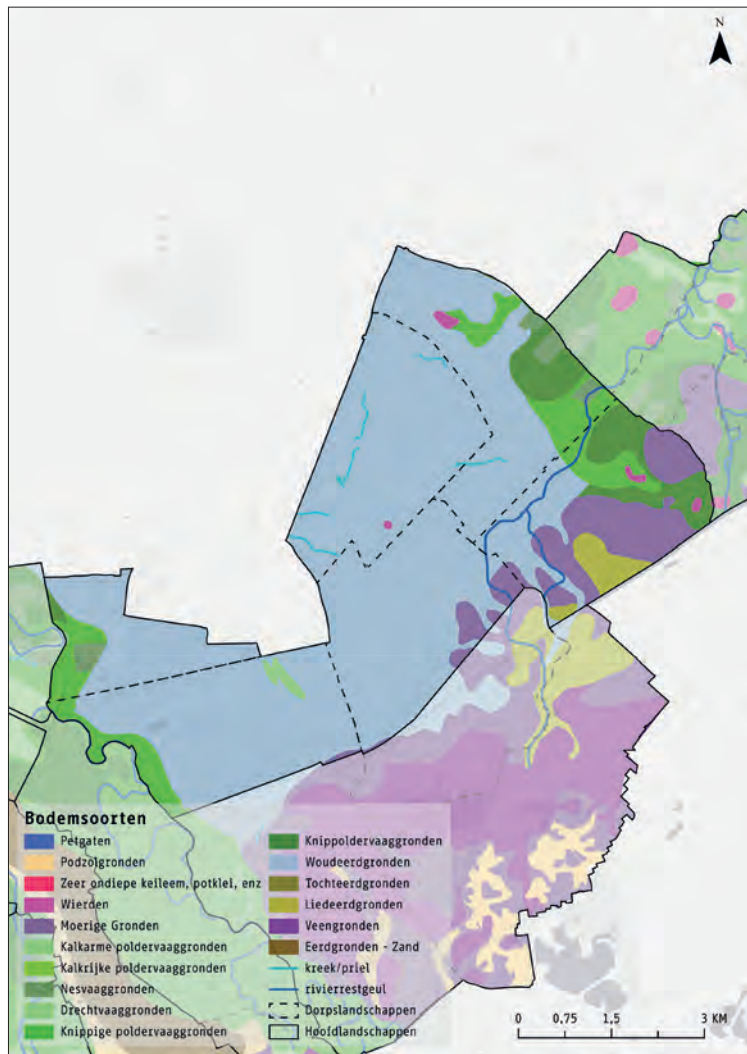 N
Bodemsoorten
Petgaten
Podzolgronden
Zeer ondiepe keileem, potklei, enz
Wierden
Moerige Gronden
Kalkarme poldervaaggronden
Kalkrijke poldervaaggronden
Nesvaaggronden
Drechtvaaggronden
Knippige poldervaaggronden
Knippoldervaaggronden
Woudeerdgronden
Tochteerdgronden
Liedeerdgronden
Veengronden
Eerdgronden - Zand
kreek/priel
rivierrestgeul
Dorpslandschappen
Hoofdlandschappen
0 0,75 1,5 3 KM